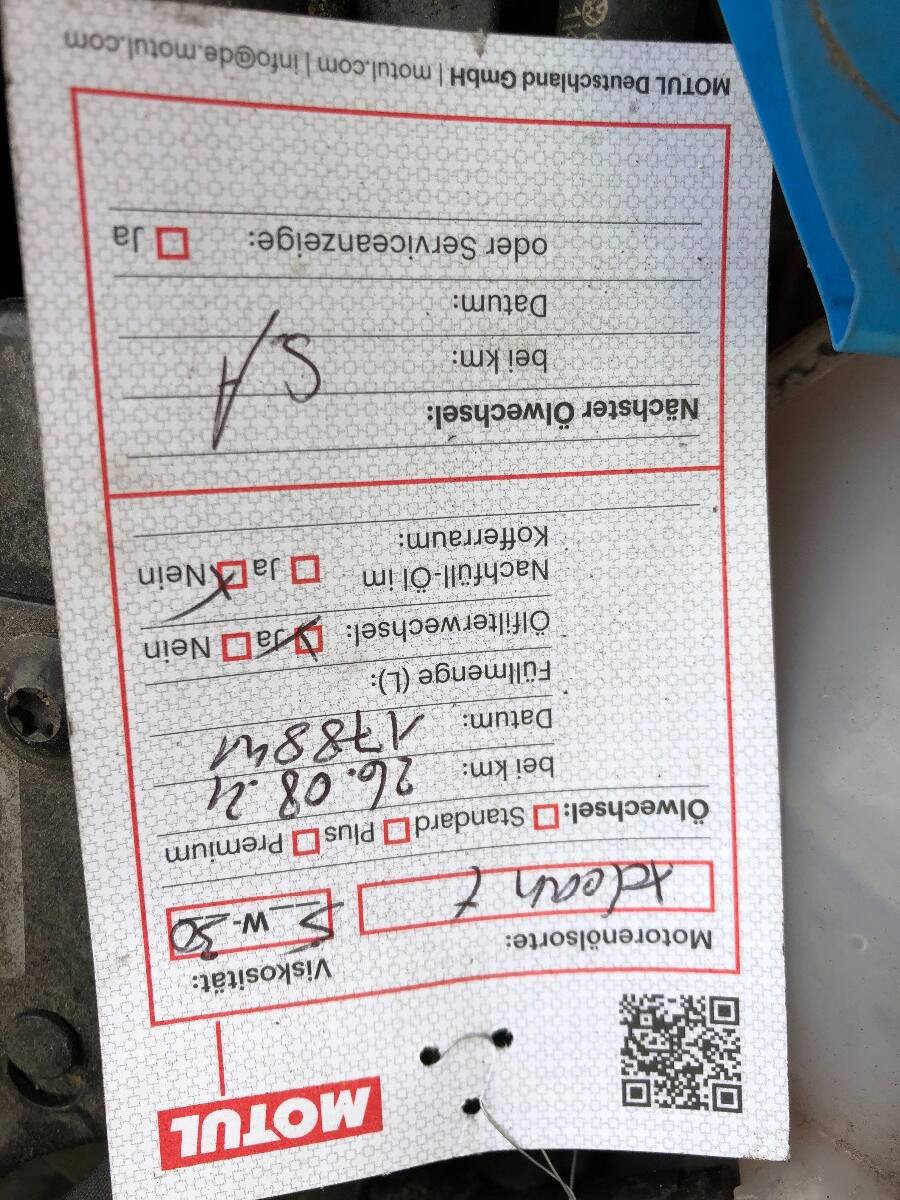 MOTUL
Motorenölsorte: Viskosität:
xclean f 5 W- 30
Ölwechsel: Standard Plus Premium
bei km: 26.08.21
Datum: 178841
Füllmenge (L):
Ölfilterwechsel: Ja Nein
Nachfüll-Öl im Ja Nein
Kofferraum:
Nächster Ölwechsel:
bei km:
Datum:
oder Serviceanzeige: Ja
MOTUL Deutschland GmbH | motul.com | info@de.motul.com